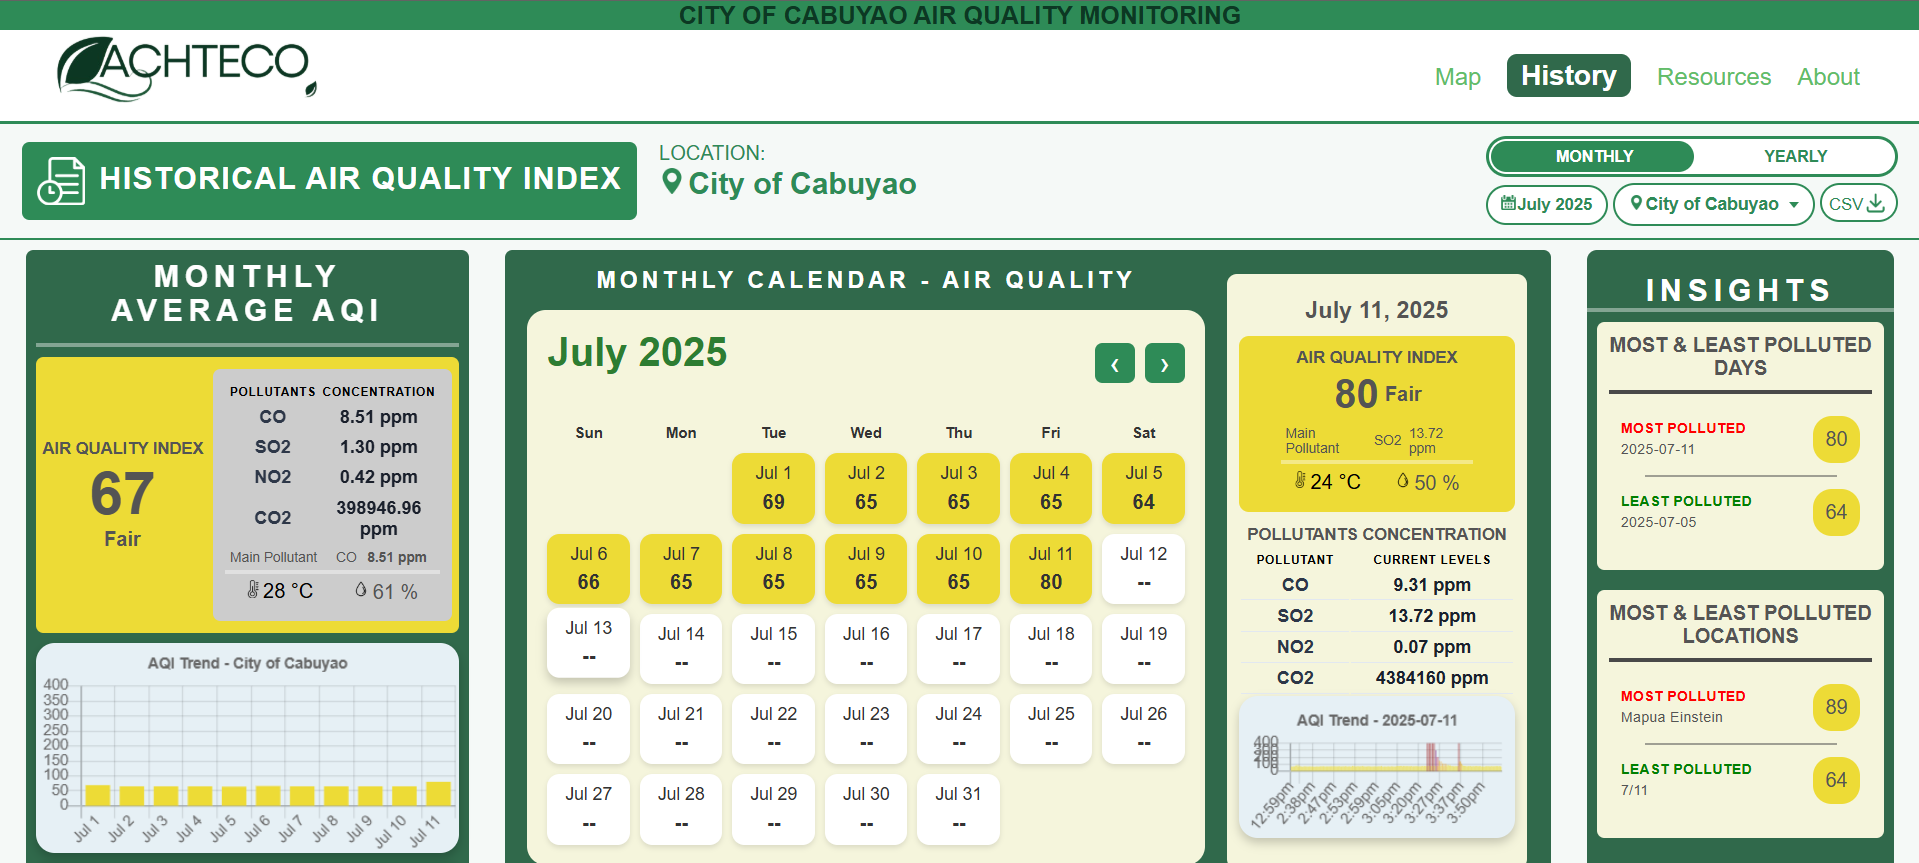 CITY OF CABUYAO AIR QUALITY MONITORING
ACHTECO
Map
History
Resources
About
HISTORICAL AIR QUALITY INDEX
LOCATION:
City of Cabuyao
MONTHLY
YEARLY
July 2025
City of Cabuyao
CSV
MONTHLY
AVERAGE AQI
AIR QUALITY INDEX
67
Fair
POLLUTANTS CONCENTRATION
CO 8.51 ppm
SO2 1.30 ppm
NO2 0.42 ppm
CO2 398946.96
ppm
Main Pollutant CO 8.51 ppm
28 °C 61 %
AQI Trend - City of Cabuyao
400
350
300
250
200
150
100
50
0
Jul 1 Jul 2 Jul 3 Jul 4 Jul 5 Jul 6 Jul 7 Jul 8 Jul 9 Jul 10 Jul 11
MONTHLY CALENDAR - AIR QUALITY
July 2025
❮ ❯
Sun Mon Tue Wed Thu Fri Sat
Jul 1 Jul 2 Jul 3 Jul 4 Jul 5
69 65 65 65 64
Jul 6 Jul 7 Jul 8 Jul 9 Jul 10 Jul 11 Jul 12
66 65 65 65 65 80 --
Jul 13 Jul 14 Jul 15 Jul 16 Jul 17 Jul 18 Jul 19
-- -- -- -- -- -- --
Jul 20 Jul 21 Jul 22 Jul 23 Jul 24 Jul 25 Jul 26
-- -- -- -- -- -- --
Jul 27 Jul 28 Jul 29 Jul 30 Jul 31
-- -- -- -- --
July 11, 2025
AIR QUALITY INDEX
80 Fair
Main
Pollutant
SO2
13.72
ppm
24 °C 50 %
POLLUTANTS CONCENTRATION
POLLUTANT CURRENT LEVELS
CO 9.31 ppm
SO2 13.72 ppm
NO2 0.07 ppm
CO2 4384160 ppm
AQI Trend - 2025-07-11
400
100
0
12:59pm 2:38pm 2:47pm 2:53pm 2:59pm 3:05pm 3:20pm 3:27pm 3:37pm 3:50pm
INSIGHTS
MOST & LEAST POLLUTED
DAYS
MOST POLLUTED
2025-07-11
80
LEAST POLLUTED
2025-07-05
64
MOST & LEAST POLLUTED
LOCATIONS
MOST POLLUTED
Mapua Einstein
89
LEAST POLLUTED
7/11
64